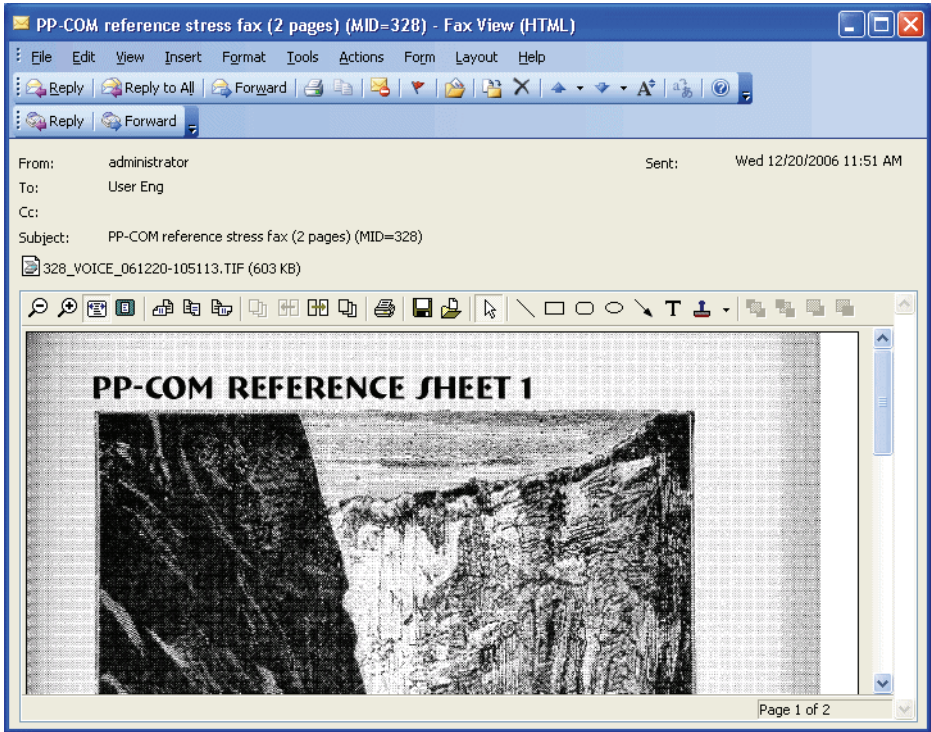 PP-COM reference stress fax (2 pages) (MID=328) - Fax View (HTML)
File Edit View Insert Format Tools Actions Form Layout Help
Reply Reply to All Forward
Reply Forward
From: administrator Sent: Wed 12/20/2006 11:51 AM
To: User Eng
Cc:
Subject: PP-COM reference stress fax (2 pages) (MID=328)
328_VOICE_061220-105113.TIF (603 KB)
T
PP-COM REFERENCE SHEET 1
Page 1 of 2